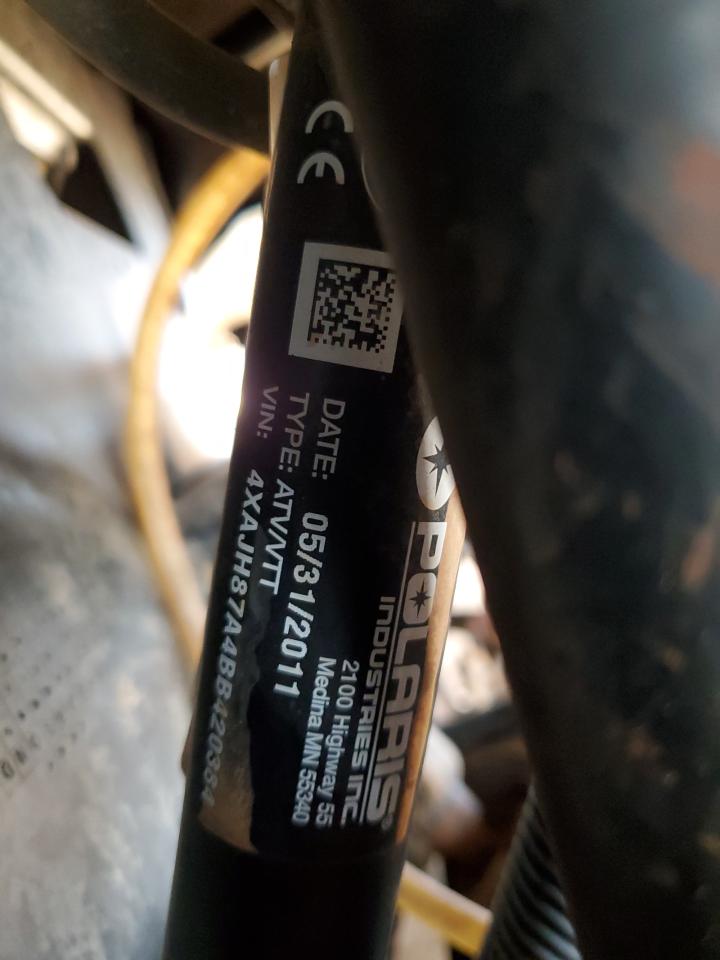 CE
POLARIS®
INDUSTRIES INC.
2100 Highway 55
Medina MN 55340
DATE: 05/31/2011
TYPE: ATV/VTT
VIN: 4XAJH87A4BB420384